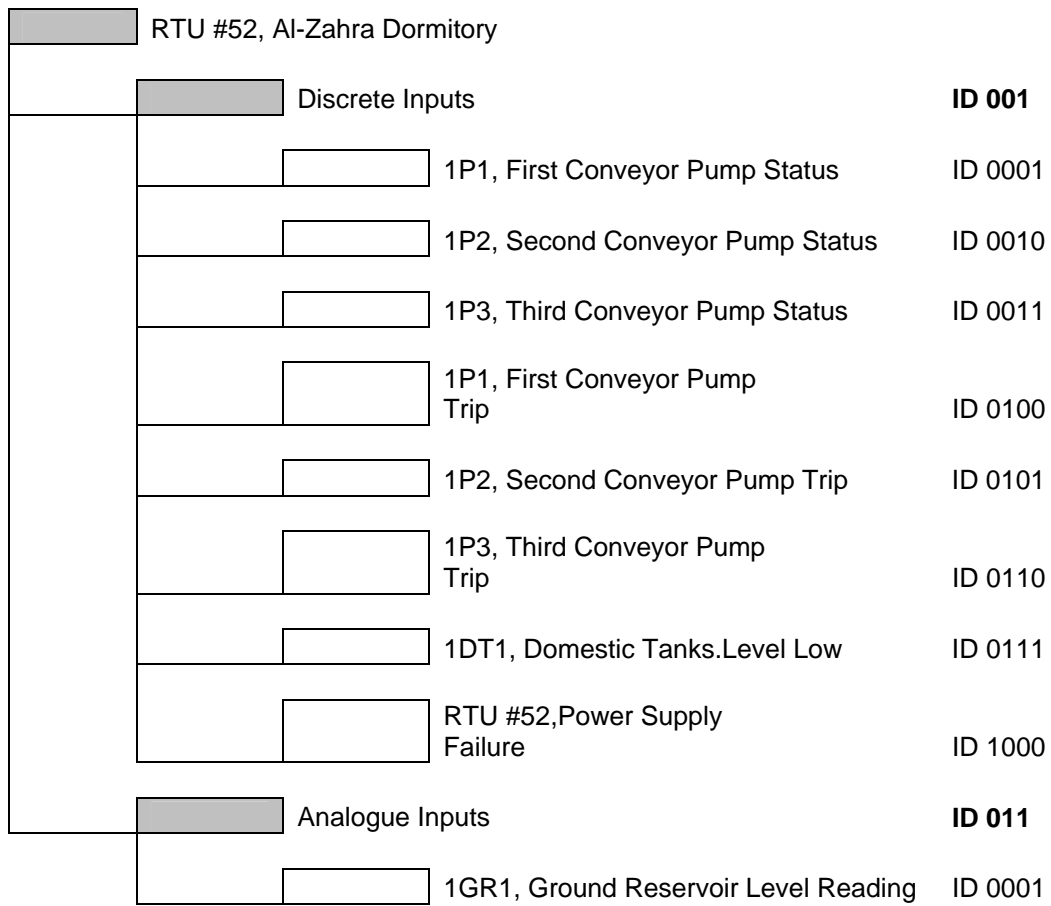 RTU #52, Al-Zahra Dormitory
Discrete Inputs ID 001
1P1, First Conveyor Pump Status ID 0001
1P2, Second Conveyor Pump Status ID 0010
1P3, Third Conveyor Pump Status ID 0011
1P1, First Conveyor Pump
Trip ID 0100
1P2, Second Conveyor Pump Trip ID 0101
1P3, Third Conveyor Pump
Trip ID 0110
1DT1, Domestic Tanks.Level Low ID 0111
RTU #52,Power Supply
Failure ID 1000
Analogue Inputs ID 011
1GR1, Ground Reservoir Level Reading ID 0001